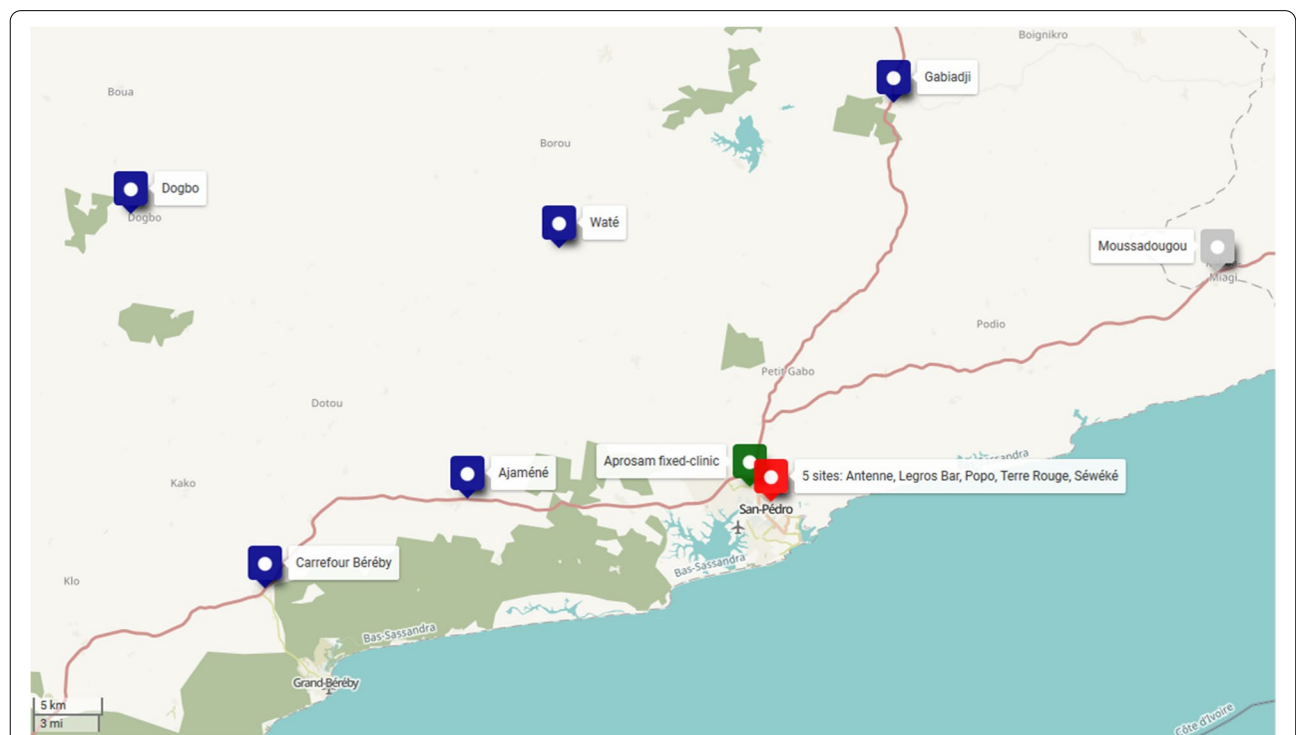 Boignikro
Gabiadji
Boua
Borou
Dogbo
Dogbo
Waté
Moussadougou
Miagi
Podio
Petit Gabo
Dotou
Aprosam fixed-clinic
Ajaméné
5 sites: Antenne, Legros Bar, Popo, Terre Rouge, Séwéké
Kako
San-Pédro
Carrefour Béréby
Bas-Sassandra
Klo
Bas-Sassandra
Grand-Béréby
5 km
3 mi
Côte d'Ivoire